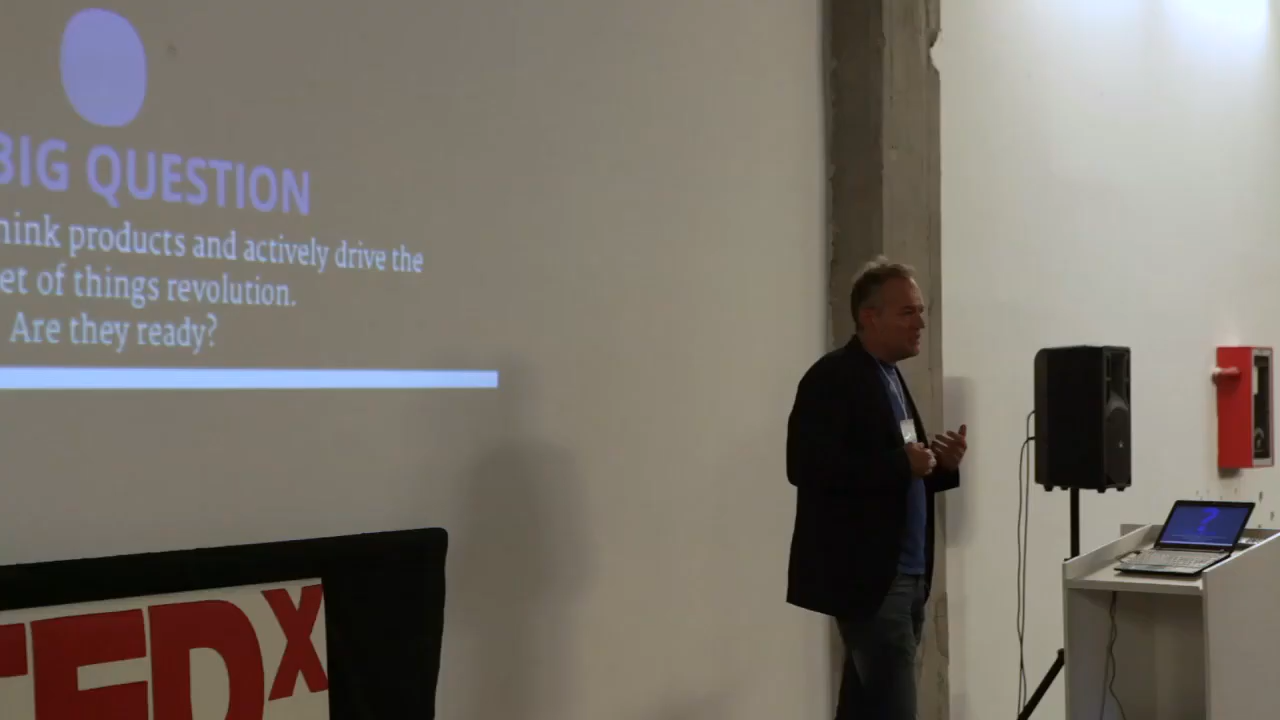 BIG QUESTION
hink products and actively drive the
et of things revolution.
Are they ready?
TEDx
?